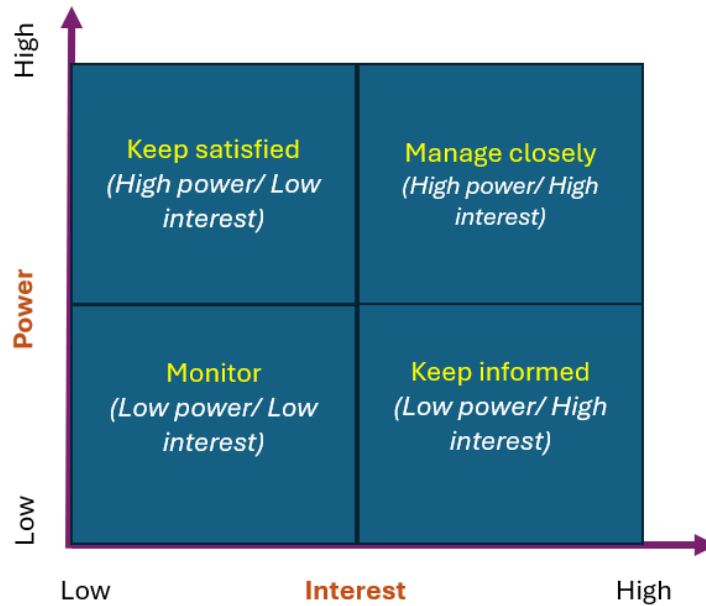 High
Keep satisfied
(High power/ Low
interest)
Manage closely
(High power/ High
interest)
Power
Monitor
(Low power/ Low
interest)
Keep informed
(Low power/ High
interest)
Low
Low
Interest
High